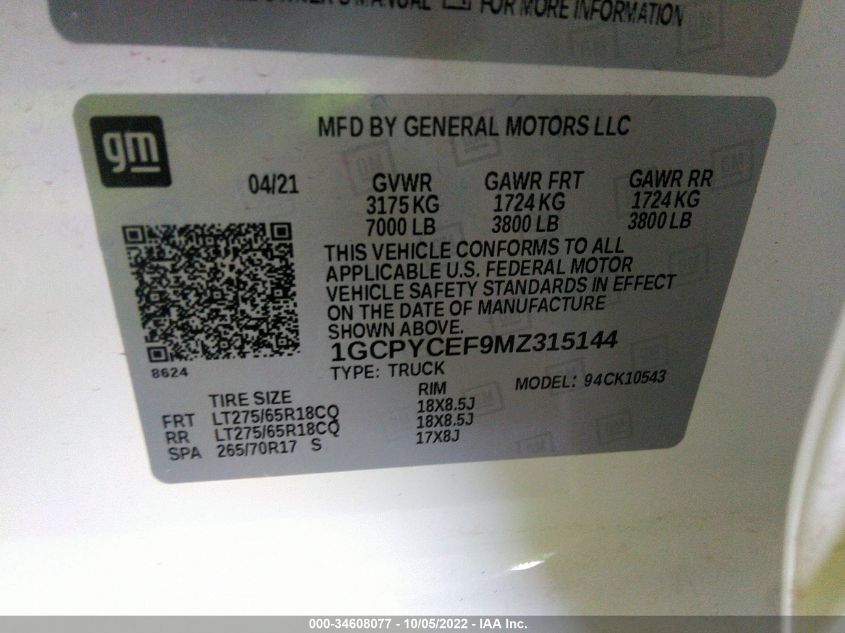 OWNER'S MANUAL FOR MORE INFORMATION
gm
MFD BY GENERAL MOTORS LLC
04/21 GVWR GAWR FRT GAWR RR
3175 KG 1724 KG 1724 KG
7000 LB 3800 LB 3800 LB
THIS VEHICLE CONFORMS TO ALL
APPLICABLE U.S. FEDERAL MOTOR
VEHICLE SAFETY STANDARDS IN EFFECT
ON THE DATE OF MANUFACTURE
SHOWN ABOVE.
8624
1GCPYCEF9MZ315144
TYPE: TRUCK MODEL: 94CK10543
TIRE SIZE RIM
FRT LT275/65R18CQ 18X8.5J
RR LT275/65R18CQ 18X8.5J
SPA 265/70R17 S 17X8J
000-34608077 - 10/05/2022 - IAA Inc.